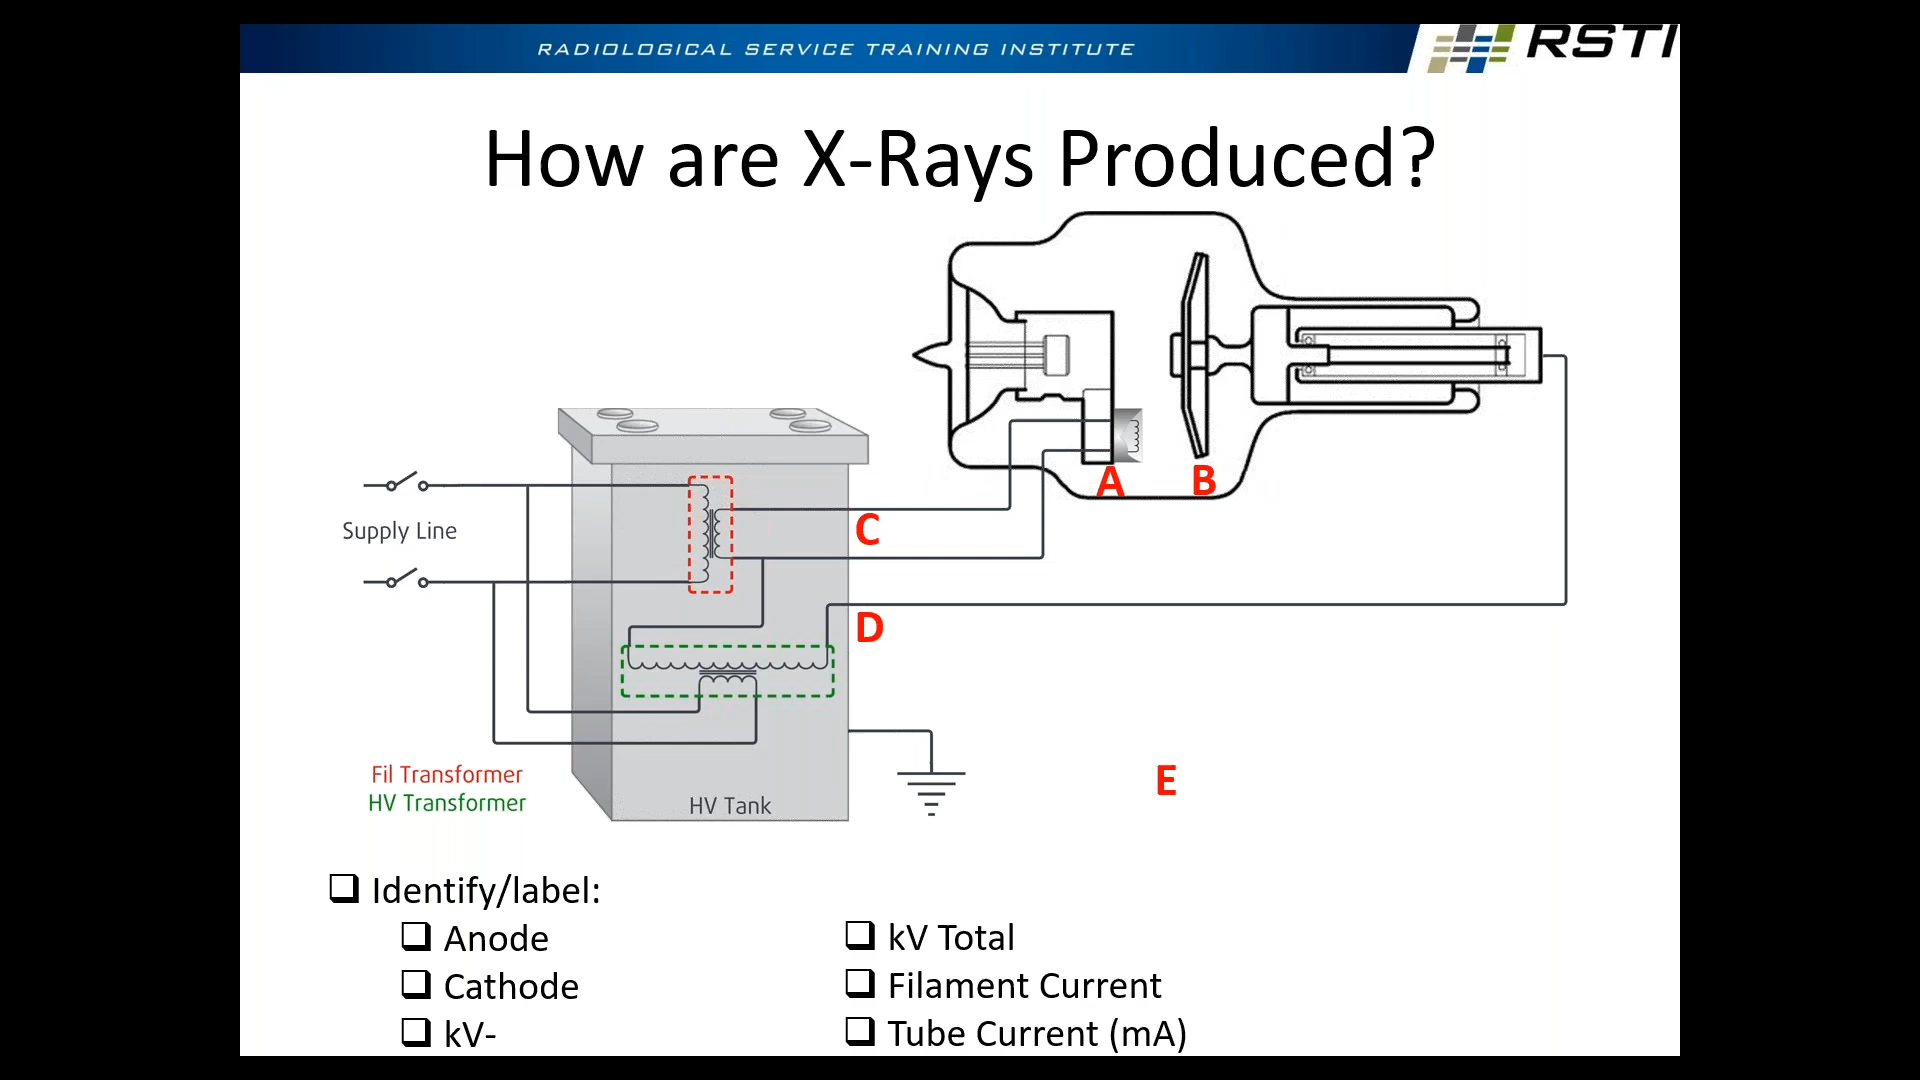 RADIOLOGICAL SERVICE TRAINING INSTITUTE
RSTI
How are X-Rays Produced?
A
B
C
Supply Line
D
Fil Transformer
HV Transformer
HV Tank
E
Identify/label:
Anode
Cathode
kV-
kV Total
Filament Current
Tube Current (mA)